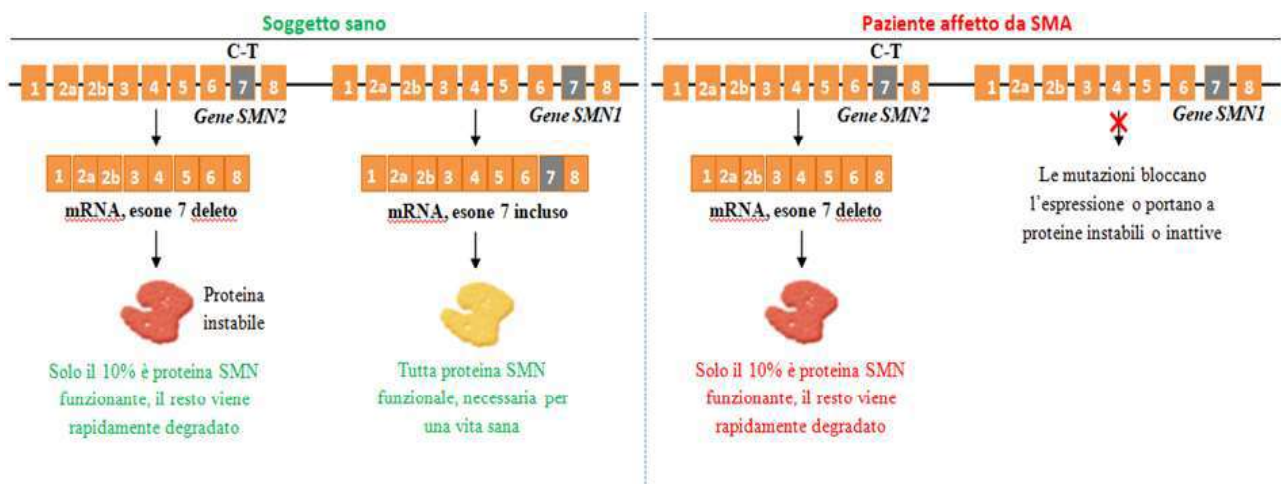 Soggetto sano
C-T
1 2a 2b 3 4 5 6 7 8
Gene SMN2
1 2a 2b 3 4 5 6 7 8
Gene SMN1
1 2a 2b 3 4 5 6 8
mRNA, esone 7 deleto
1 2a 2b 3 4 5 6 7 8
mRNA, esone 7 incluso
Proteina
instabile
Solo il 10% è proteina SMN
funzionante, il resto viene
rapidamente degradato
Tutta proteina SMN
funzionale, necessaria per
una vita sana
Paziente affetto da SMA
C-T
1 2a 2b 3 4 5 6 7 8
Gene SMN2
1 2a 2b 3 4 5 6 7 8
Gene SMN1
1 2a 2b 3 4 5 6 8
mRNA, esone 7 deleto
Le mutazioni bloccano
l'espressione o portano a
proteine instabili o inattive
Solo il 10% è proteina SMN
funzionante, il resto viene
rapidamente degradato